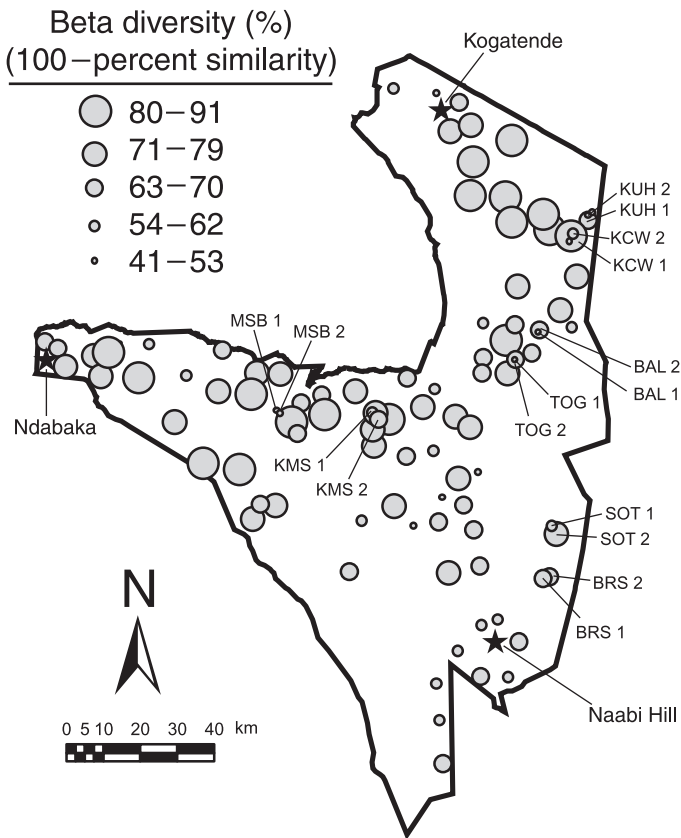 Beta diversity (%)
(100−percent similarity)
80−91
71−79
63−70
54−62
41−53
Kogatende
KUH 2
KUH 1
KCW 2
KCW 1
MSB 1
MSB 2
BAL 2
BAL 1
TOG 1
TOG 2
Ndabaka
KMS 1
KMS 2
SOT 1
SOT 2
BRS 2
BRS 1
N
Naabi Hill
0 5 10 20 30 40 km